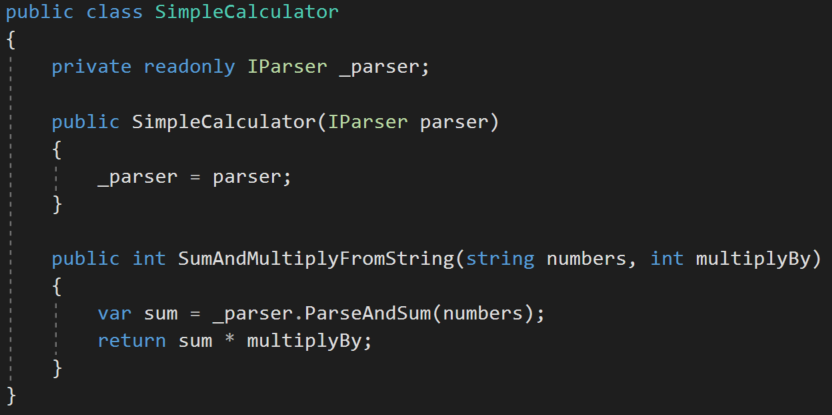 public class SimpleCalculator
{
    private readonly IParser _parser;

    public SimpleCalculator(IParser parser)
    {
        _parser = parser;
    }

    public int SumAndMultiplyFromString(string numbers, int multiplyBy)
    {
        var sum = _parser.ParseAndSum(numbers);
        return sum * multiplyBy;
    }
}